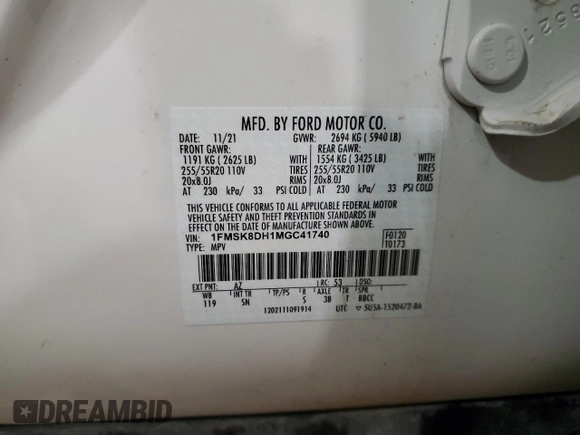 MFD. BY FORD MOTOR CO.
DATE: 11/21 GVWR: 2694 KG ( 5940 LB)
FRONT GAWR: REAR GAWR:
1191 KG ( 2625 LB) WITH 1554 KG ( 3425 LB) WITH
255/55R20 110V TIRES 255/55R20 110V TIRES
20x8.0J RIMS 20x8.0J RIMS
AT 230 kPa/ 33 PSI COLD AT 230 kPa/ 33 PSI COLD
THIS VEHICLE CONFORMS TO ALL APPLICABLE FEDERAL MOTOR
VEHICLE SAFETY AND THEFT PREVENTION STANDARDS IN
EFFECT ON THE DATE OF MANUFACTURE SHOWN ABOVE.
VIN: 1FMSK8DH1MGC41740 F0120
TYPE: MPV T0173
EXT PNT: AZ RC: 53 DSO:
WB INT TR TP/PS R AXLE TR SPR
119 SN S 3B T BBCC
1202111091914 UTC ▽ 5USA-1520472-BA
DREAMBID